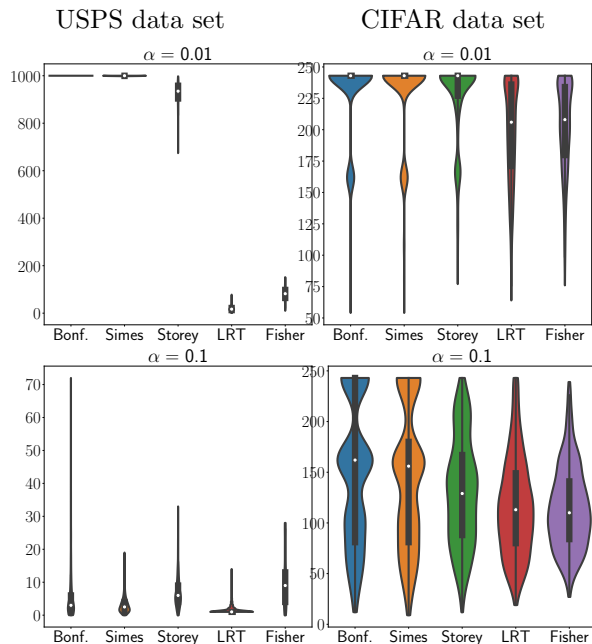 USPS data set
CIFAR data set
α = 0.01
α = 0.01
1000
800
600
400
200
0
Bonf. Simes Storey LRT Fisher
250
225
200
175
150
125
100
75
50
Bonf. Simes Storey LRT Fisher
α = 0.1
α = 0.1
70
60
50
40
30
20
10
0
Bonf. Simes Storey LRT Fisher
250
200
150
100
50
0
Bonf. Simes Storey LRT Fisher